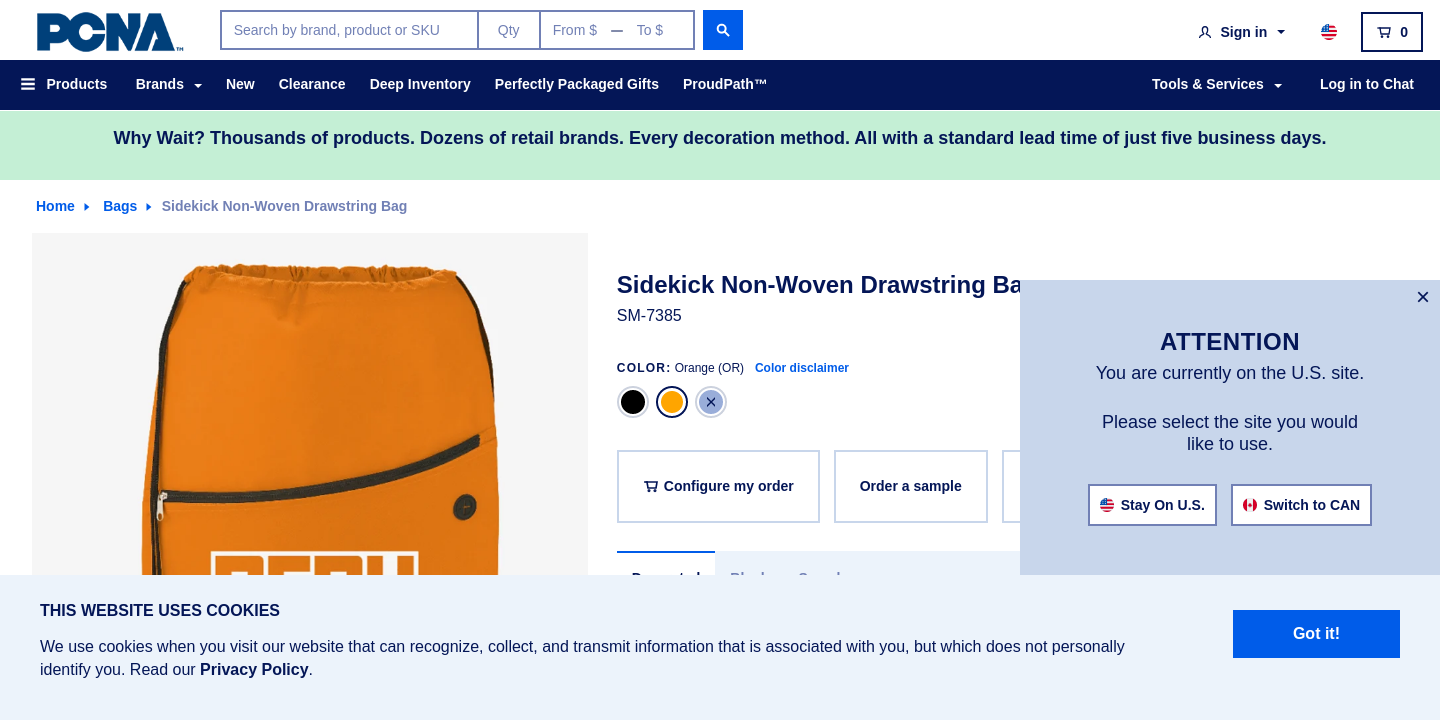 PCNA™
Search by brand, product or SKU
Qty
From $ — To $
Sign in
0
Products
Brands
New
Clearance
Deep Inventory
Perfectly Packaged Gifts
ProudPath™
Tools & Services
Log in to Chat
Why Wait? Thousands of products. Dozens of retail brands. Every decoration method. All with a standard lead time of just five business days.
Home
Bags
Sidekick Non-Woven Drawstring Bag
Sidekick Non-Woven Drawstring Ba
SM-7385
COLOR: Orange (OR) Color disclaimer
Configure my order
Order a sample
ATTENTION
You are currently on the U.S. site.
Please select the site you would
like to use.
Stay On U.S.
Switch to CAN
THIS WEBSITE USES COOKIES
We use cookies when you visit our website that can recognize, collect, and transmit information that is associated with you, but which does not personally
identify you. Read our Privacy Policy.
Got it!